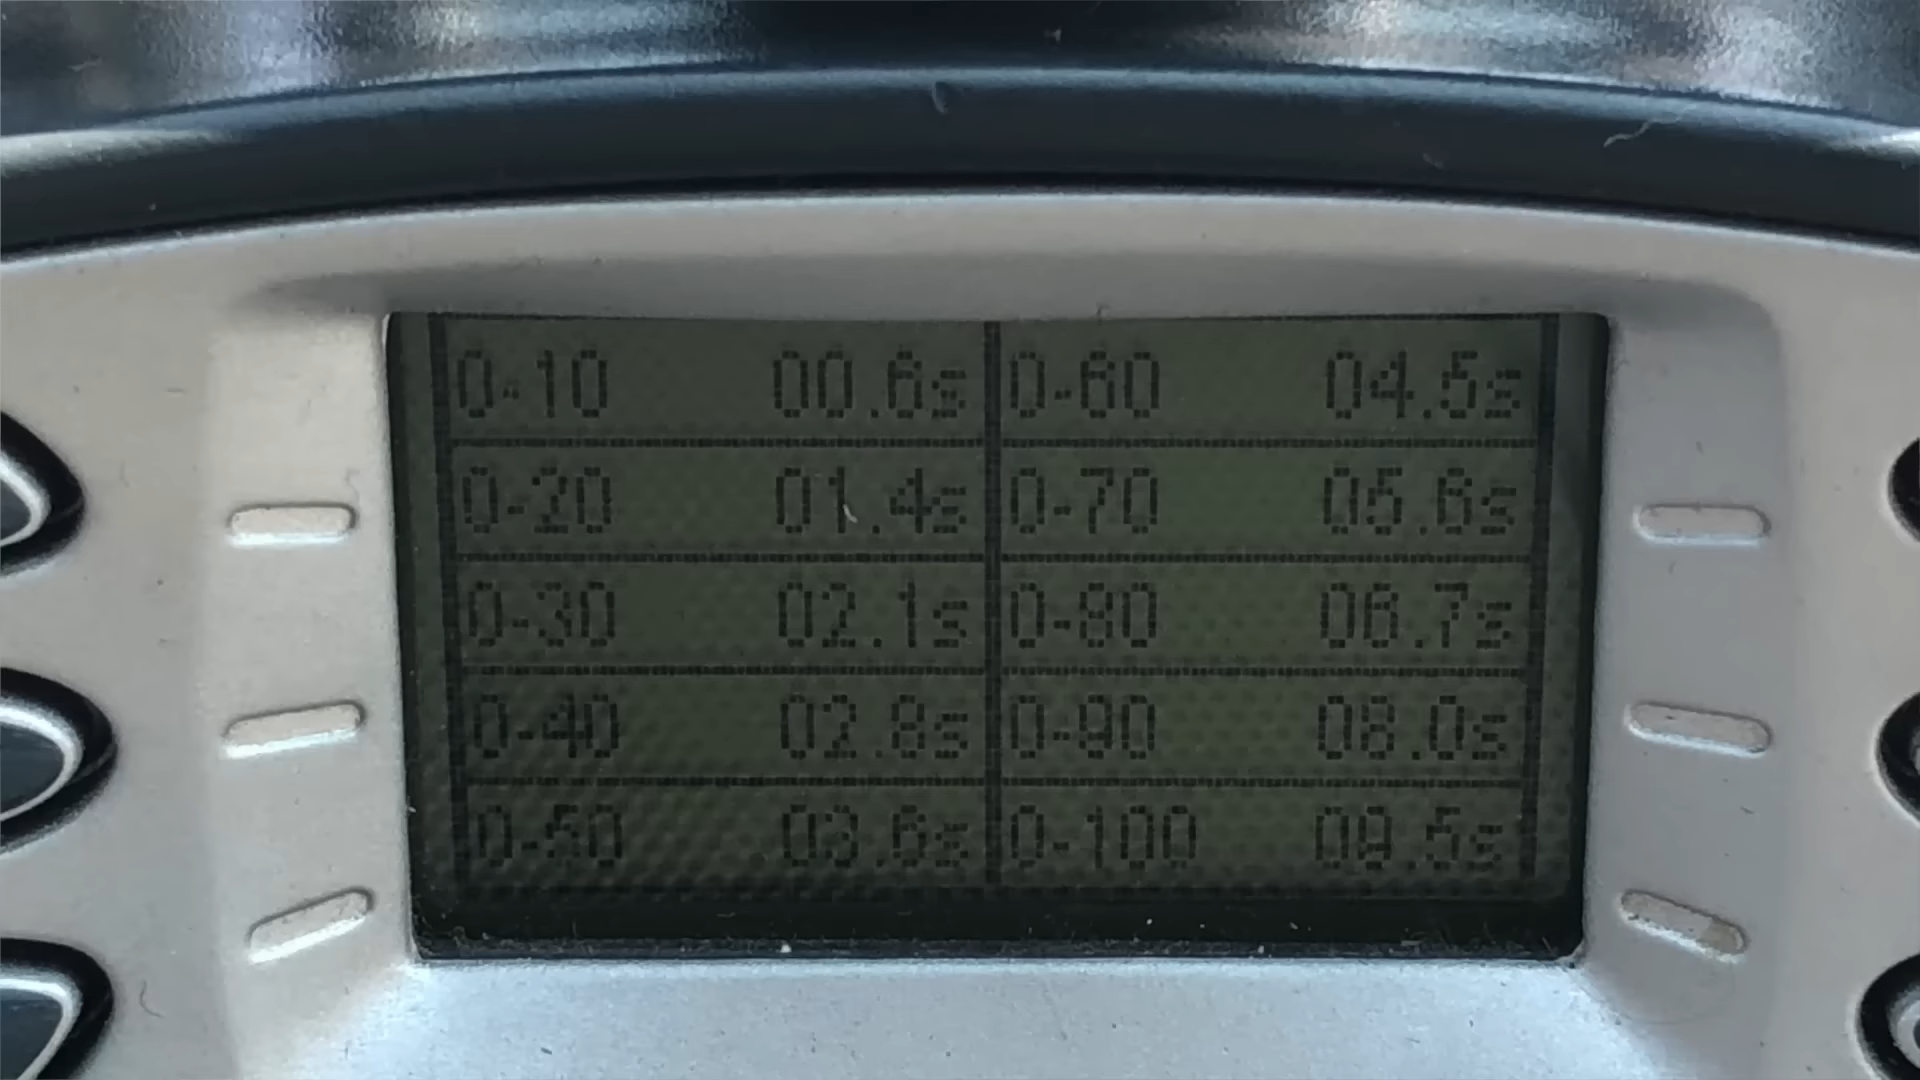 0-10 00.6s 0-60 04.5s
0-20 01.4s 0-70 05.6s
0-30 02.1s 0-80 06.7s
0-40 02.8s 0-90 08.0s
0-50 03.6s 0-100 09.5s